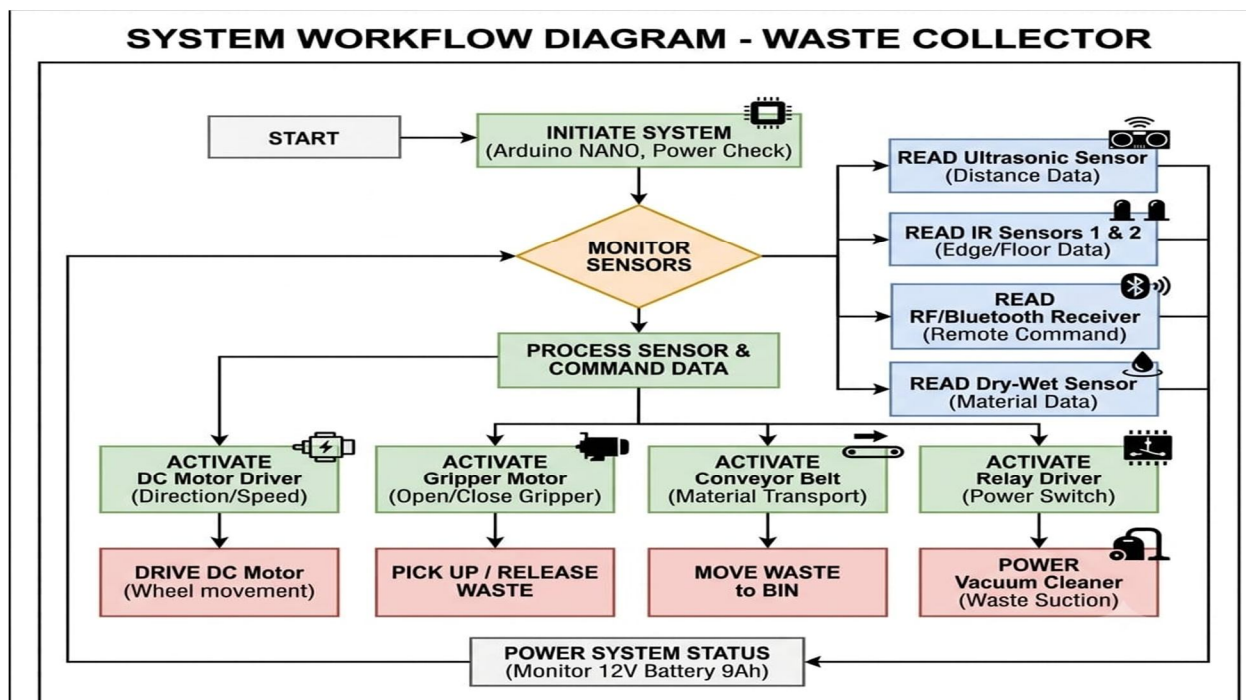 SYSTEM WORKFLOW DIAGRAM - WASTE COLLECTOR
START
INITIATE SYSTEM
(Arduino NANO, Power Check)
MONITOR
SENSORS
READ Ultrasonic Sensor
(Distance Data)
READ IR Sensors 1 & 2
(Edge/Floor Data)
READ
RF/Bluetooth Receiver
(Remote Command)
READ Dry-Wet Sensor
(Material Data)
PROCESS SENSOR &
COMMAND DATA
ACTIVATE
DC Motor Driver
(Direction/Speed)
ACTIVATE
Gripper Motor
(Open/Close Gripper)
ACTIVATE
Conveyor Belt
(Material Transport)
ACTIVATE
Relay Driver
(Power Switch)
DRIVE DC Motor
(Wheel movement)
PICK UP / RELEASE
WASTE
MOVE WASTE
to BIN
POWER
Vacuum Cleaner
(Waste Suction)
POWER SYSTEM STATUS
(Monitor 12V Battery 9Ah)